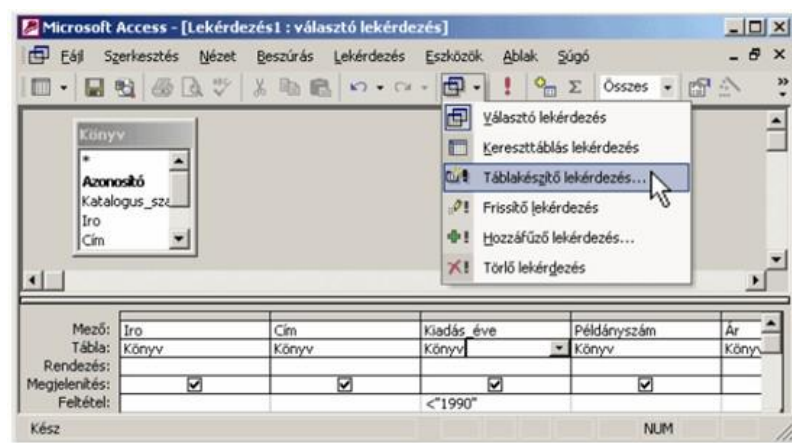 Microsoft Access - [Lekérdezés1 : választó lekérdezés]
Fájl Szerkesztés Nézet Beszúrás Lekérdezés Eszközök Ablak Súgó
Σ Összes
Könyv
*
Azonosító
Katalogus_sza
Iro
Cím
Választó lekérdezés
Kereszttáblás lekérdezés
Táblakészítő lekérdezés...
Frissítő lekérdezés
Hozzáfűző lekérdezés...
Törlő lekérdezés
Mező: Iro Cím Kiadás_éve Példányszám Ár
Tábla: Könyv Könyv Könyv Könyv Köny
Rendezés:
Megjelenítés:
Feltétel: <"1990"
Kész NUM